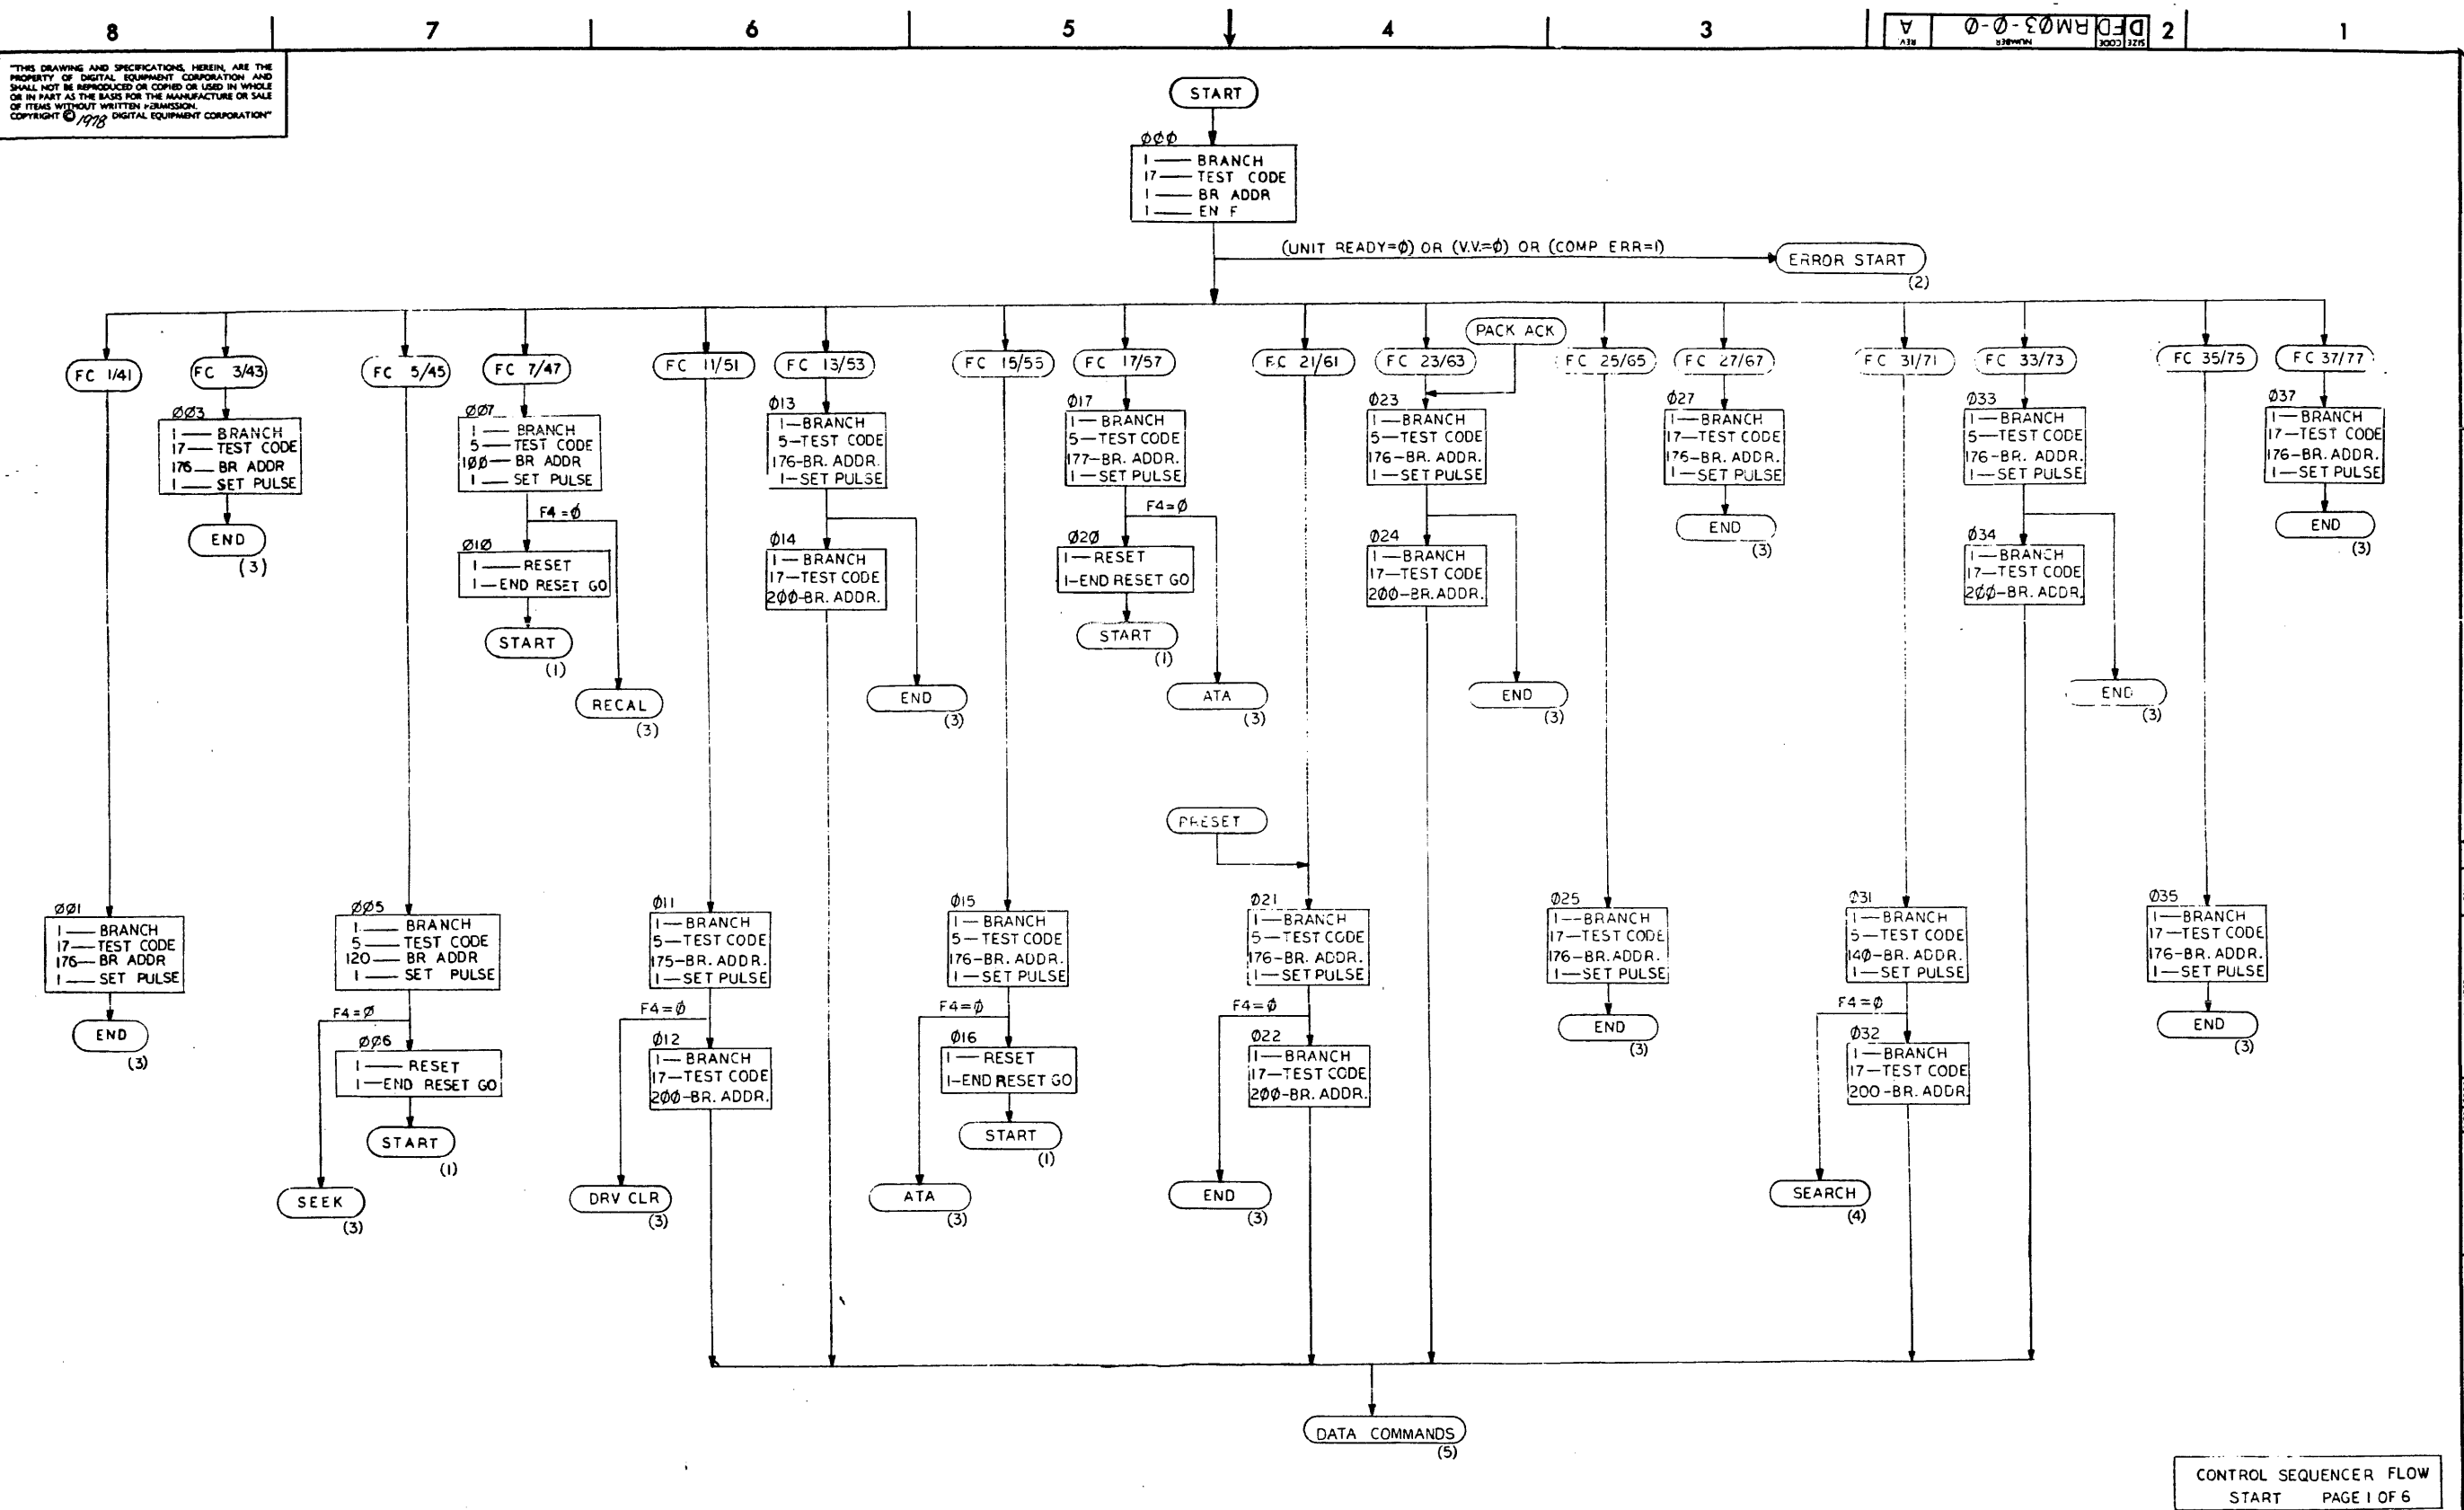 8 7 6 5 4 3 2 1
SIZE CODE NUMBER REV.
D FD RMØ3-Ø-Ø A
"THIS DRAWING AND SPECIFICATIONS, HEREIN, ARE THE
PROPERTY OF DIGITAL EQUIPMENT CORPORATION AND
SHALL NOT BE REPRODUCED OR COPIED OR USED IN WHOLE
OR IN PART AS THE BASIS FOR THE MANUFACTURE OR SALE
OF ITEMS WITHOUT WRITTEN PERMISSION.
COPYRIGHT © 1978 DIGITAL EQUIPMENT CORPORATION"
START
ØØØ
1 — BRANCH
17 — TEST CODE
1 — BR ADDR
1 — EN F
(UNIT READY=Ø) OR (V.V.=Ø) OR (COMP ERR=1)
ERROR START
(2)
FC 1/41
ØØ1
1 — BRANCH
17 — TEST CODE
176 — BR ADDR
1 — SET PULSE
END
(3)
FC 3/43
ØØ3
1 — BRANCH
17 — TEST CODE
176 — BR ADDR
1 — SET PULSE
END
(3)
FC 5/45
ØØ5
1 — BRANCH
5 — TEST CODE
120 — BR ADDR
1 — SET PULSE
F4=Ø
ØØ6
1 — RESET
1 — END RESET GO
START
(1)
SEEK
(3)
FC 7/47
ØØ7
1 — BRANCH
5 — TEST CODE
1ØØ — BR ADDR
1 — SET PULSE
F4=Ø
Ø1Ø
1 — RESET
1 — END RESET GO
START
(1)
RECAL
(3)
FC 11/51
Ø11
1 — BRANCH
5 — TEST CODE
175-BR. ADDR.
1 — SET PULSE
F4=Ø
Ø12
1 — BRANCH
17—TEST CODE
2ØØ-BR. ADDR.
DRV CLR
(3)
FC 13/53
Ø13
1—BRANCH
5—TEST CODE
176-BR. ADDR.
1—SET PULSE
Ø14
1—BRANCH
17—TEST CODE
2ØØ-BR. ADDR.
END
(3)
FC 15/55
Ø15
1—BRANCH
5—TEST CODE
176-BR. ADDR.
1—SET PULSE
F4=Ø
Ø16
1—RESET
1-END RESET GO
START
(1)
ATA
(3)
FC 17/57
Ø17
1—BRANCH
5—TEST CODE
177-BR. ADDR.
1—SET PULSE
F4=Ø
Ø2Ø
1—RESET
1-END RESET GO
START
(1)
ATA
(3)
FC 21/61
PRESET
Ø21
1—BRANCH
5—TEST CODE
176-BR. ADDR.
1—SET PULSE
F4=Ø
Ø22
1—BRANCH
17—TEST CODE
2ØØ-BR. ADDR.
END
(3)
FC 23/63
PACK ACK
Ø23
1—BRANCH
5—TEST CODE
176-BR. ADDR.
1—SET PULSE
Ø24
1—BRANCH
17—TEST CODE
200-BR. ADDR.
END
(3)
FC 25/65
Ø25
1—BRANCH
17—TEST CODE
176-BR. ADDR.
1—SET PULSE
END
(3)
FC 27/67
Ø27
1—BRANCH
17—TEST CODE
176-BR. ADDR.
1—SET PULSE
END
(3)
FC 31/71
Ø31
1—BRANCH
5—TEST CODE
14Ø-BR. ADDR.
1—SET PULSE
F4=Ø
Ø32
1—BRANCH
17—TEST CODE
200-BR. ADDR.
SEARCH
(4)
FC 33/73
Ø33
1—BRANCH
5—TEST CODE
176-BR. ADDR.
1—SET PULSE
Ø34
1—BRANCH
17—TEST CODE
2ØØ-BR. ADDR.
END
(3)
FC 35/75
Ø35
1—BRANCH
17—TEST CODE
176-BR. ADDR.
1—SET PULSE
END
(3)
FC 37/77
Ø37
1—BRANCH
17—TEST CODE
176-BR. ADDR.
1—SET PULSE
END
(3)
DATA COMMANDS
(5)
CONTROL SEQUENCER FLOW
START PAGE 1 OF 6